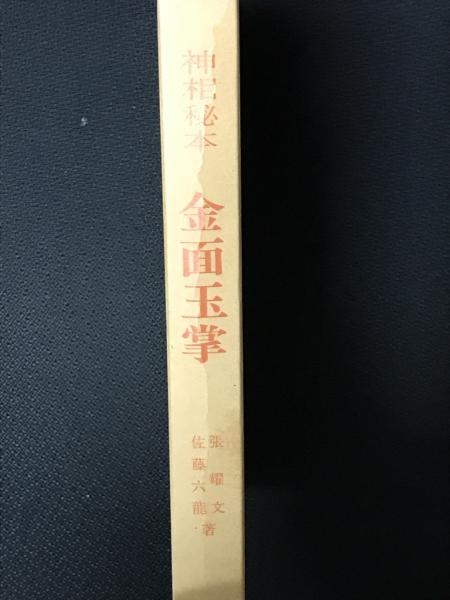 神相秘本
金面玉掌
張耀文
佐藤六龍・著